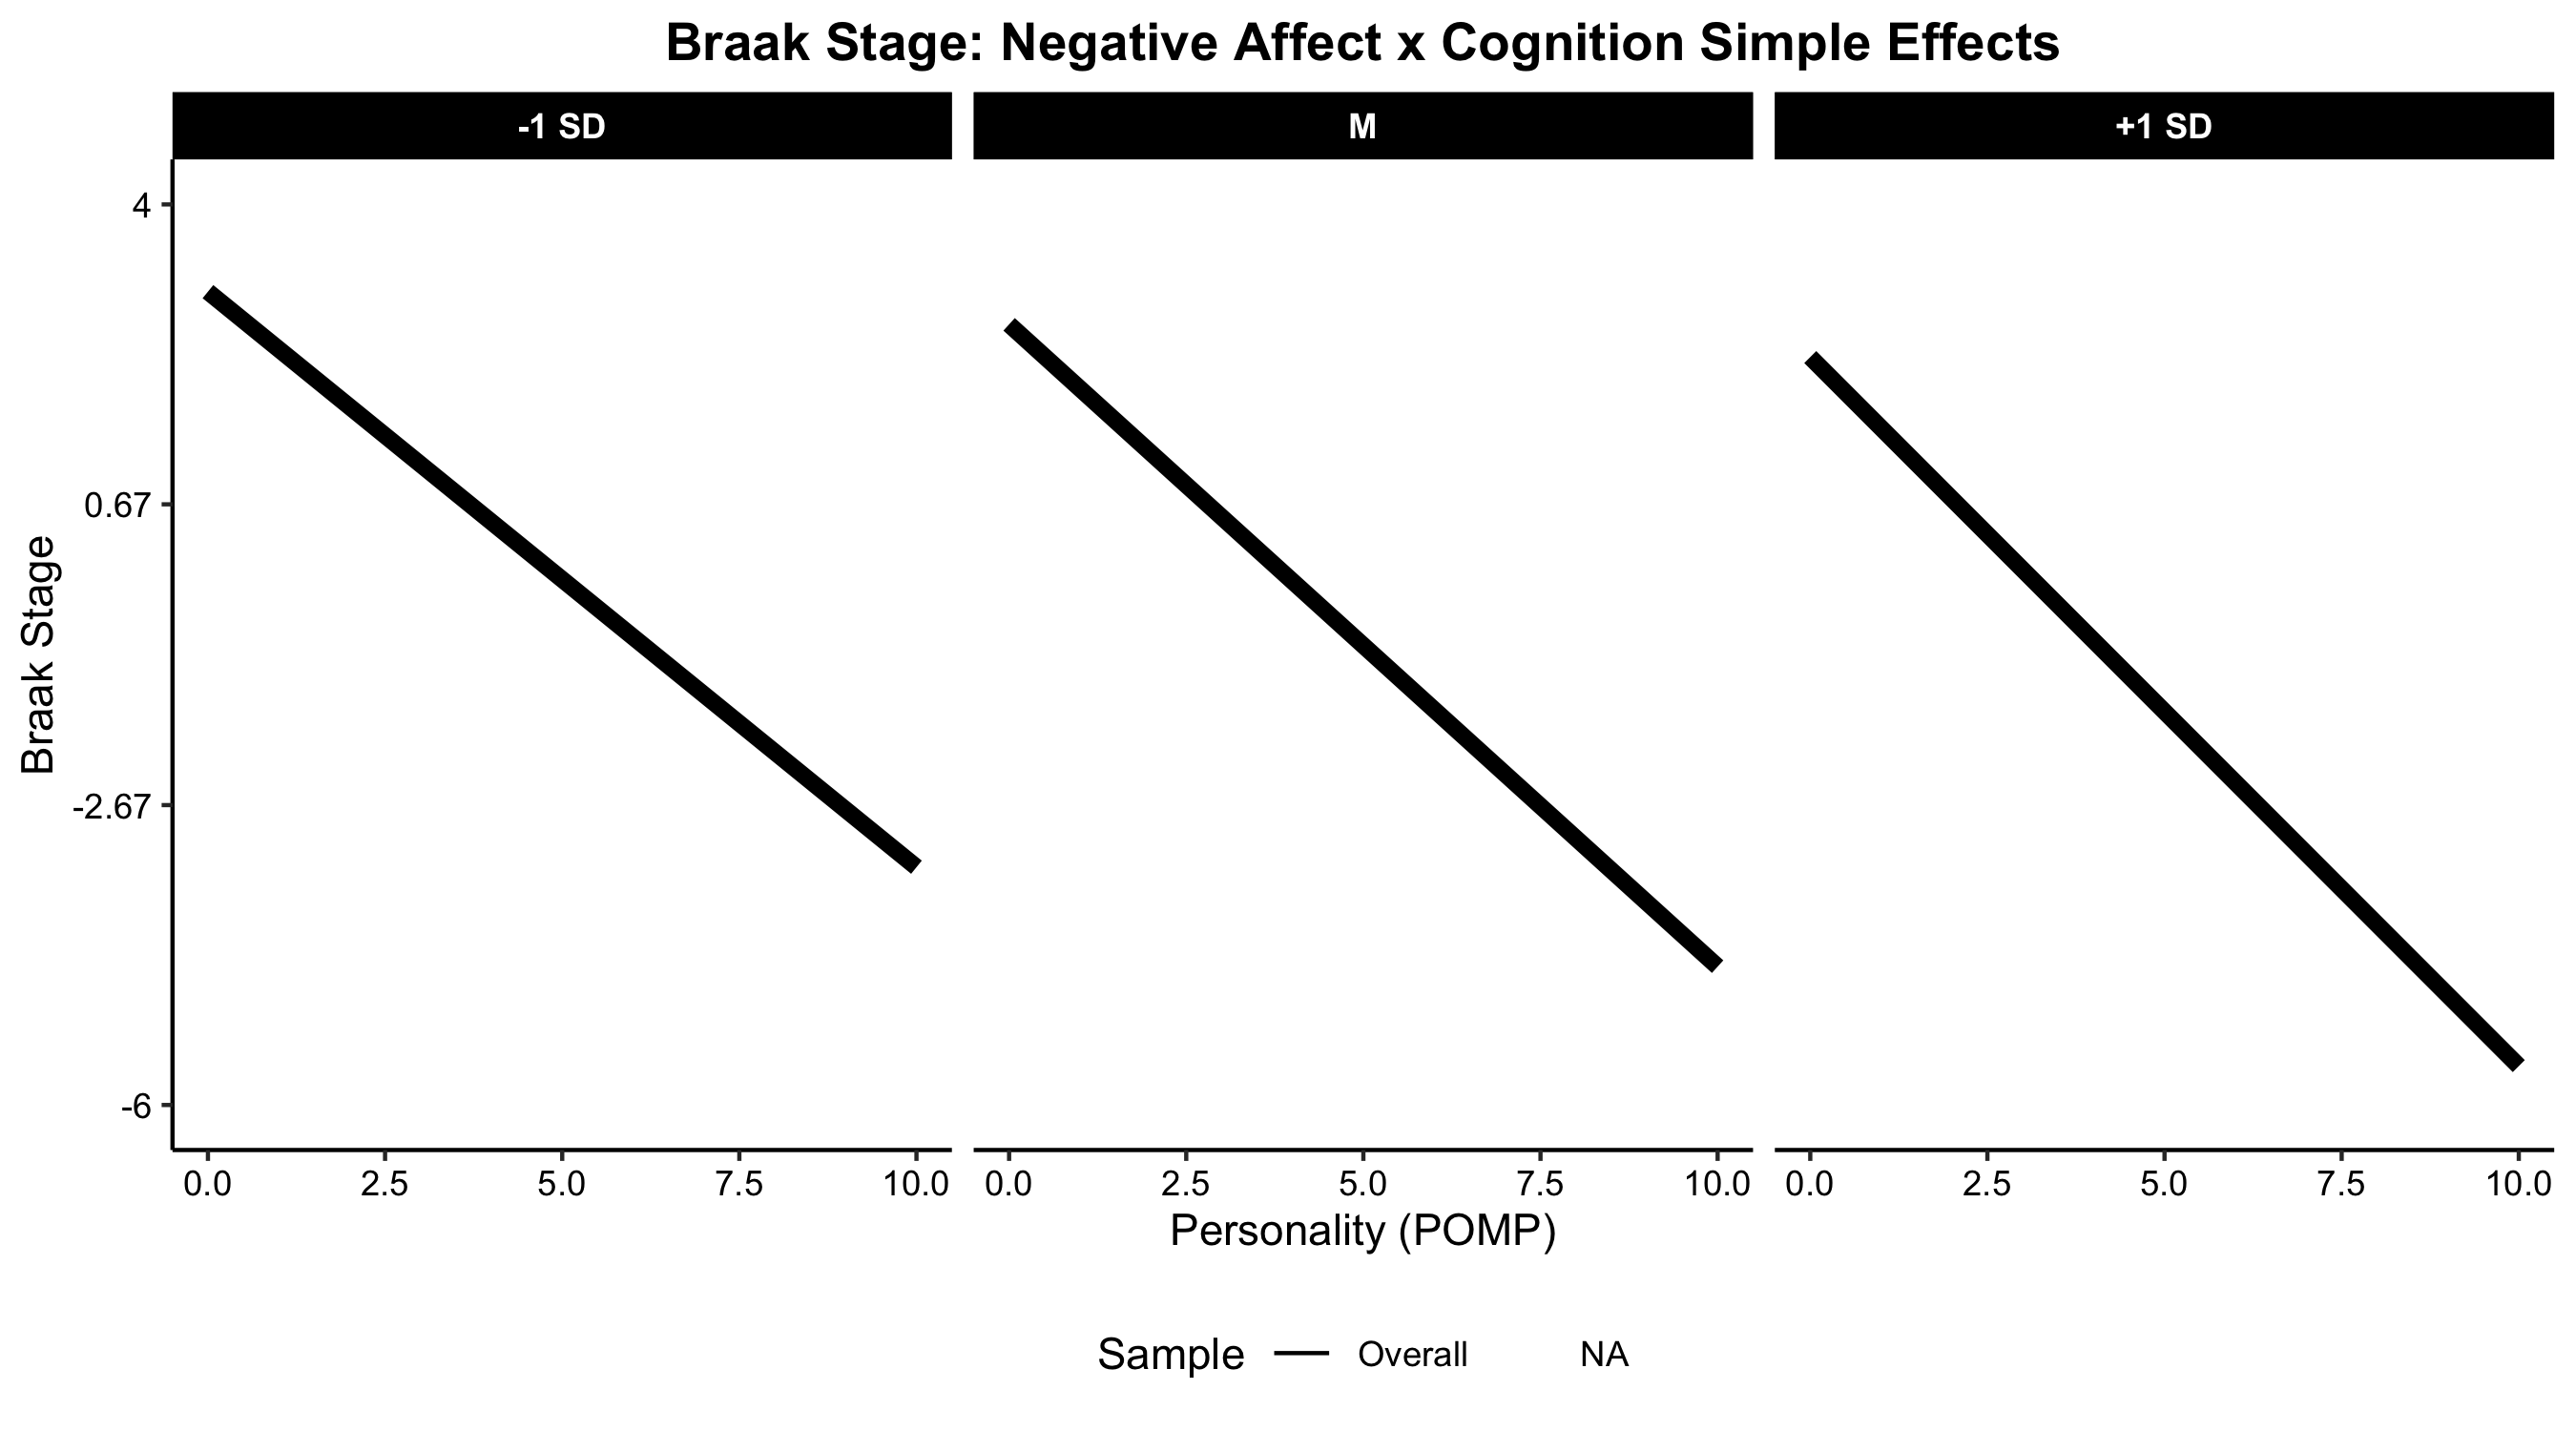 Braak Stage: Negative Affect x Cognition Simple Effects
-1 SD M +1 SD
Braak Stage
4
0.67
-2.67
-6
0.0 2.5 5.0 7.5 10.0 0.0 2.5 5.0 7.5 10.0 0.0 2.5 5.0 7.5 10.0
Personality (POMP)
Sample Overall NA